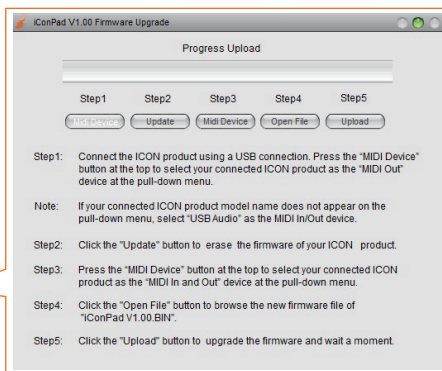 iConPad V1.00 Firmware Upgrade
Progress Upload
Step1 Step2 Step3 Step4 Step5
Midi Device Update Midi Device Open File Upload
Step1: Connect the ICON product using a USB connection. Press the "MIDI Device"
button at the top to select your connected ICON product as the "MIDI Out"
device at the pull-down menu.
Note: If your connected ICON product model name does not appear on the
pull-down menu, select "USB Audio" as the MIDI In/Out device.
Step2: Click the "Update" button to erase the firmware of your ICON product.
Step3: Press the "MIDI Device" button at the top to select your connected ICON
product as the "MIDI In and Out" device at the pull-down menu.
Step4: Click the "Open File" button to browse the new firmware file of
"iConPad V1.00.BIN".
Step5: Click the "Upload" button to upgrade the firmware and wait a moment.